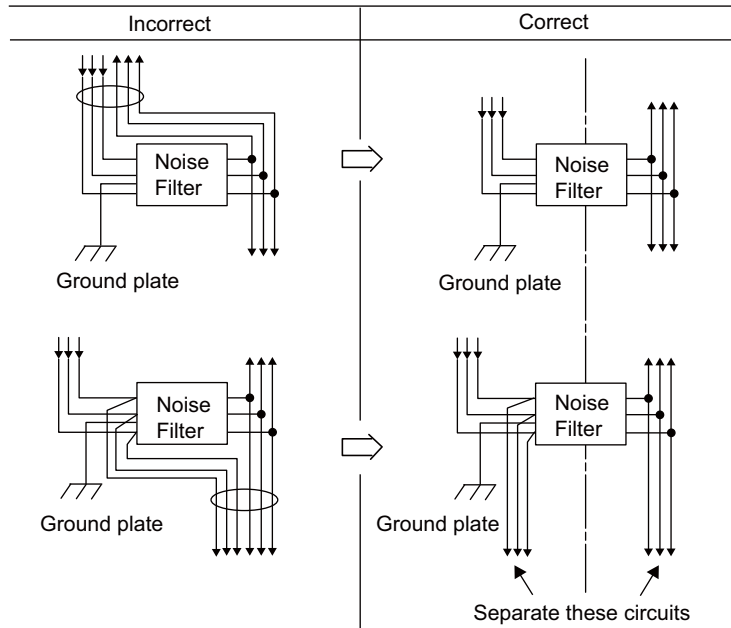 Incorrect
Correct
Noise
Filter
Ground plate
Noise
Filter
Ground plate
Noise
Filter
Ground plate
Noise
Filter
Ground plate
Separate these circuits